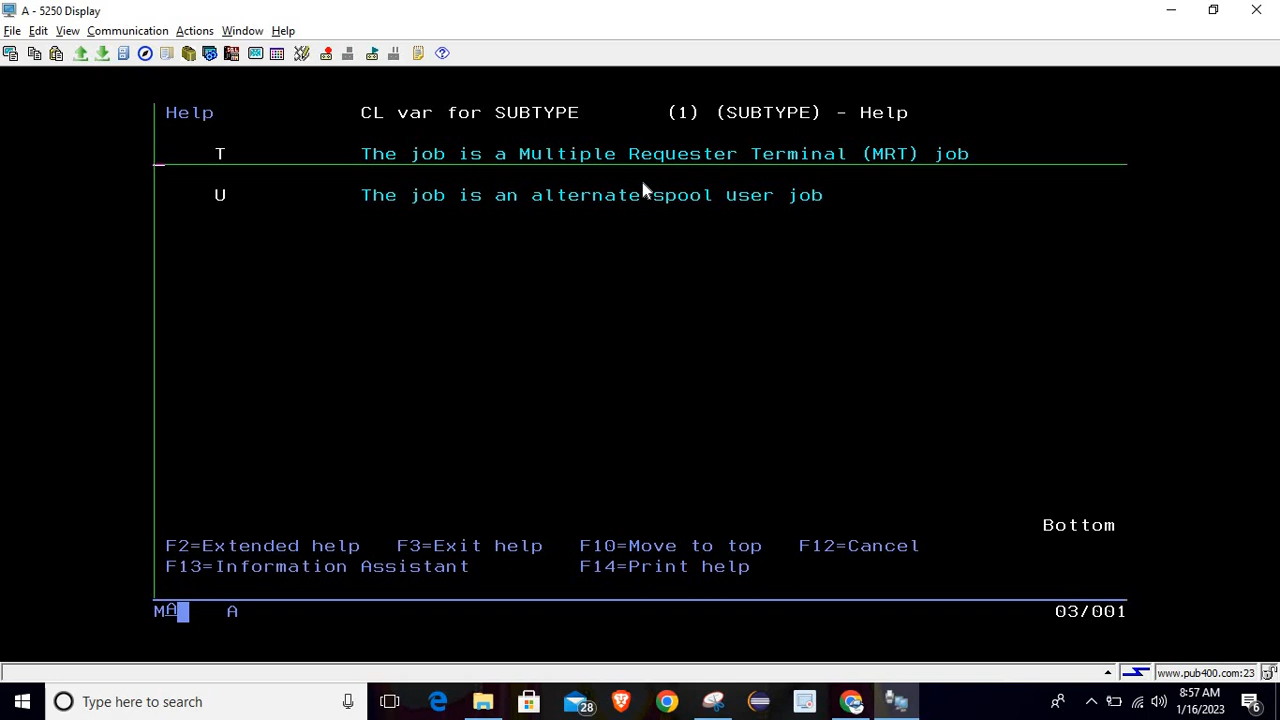 A - 5250 Display
File Edit View Communication Actions Window Help
Help CL var for SUBTYPE (1) (SUBTYPE) - Help
T The job is a Multiple Requester Terminal (MRT) job
U The job is an alternate spool user job
Bottom
F2=Extended help F3=Exit help F10=Move to top F12=Cancel
F13=Information Assistant F14=Print help
MA A 03/001
www.pub400.com:23
Type here to search
28
8:57 AM
1/16/2023
6